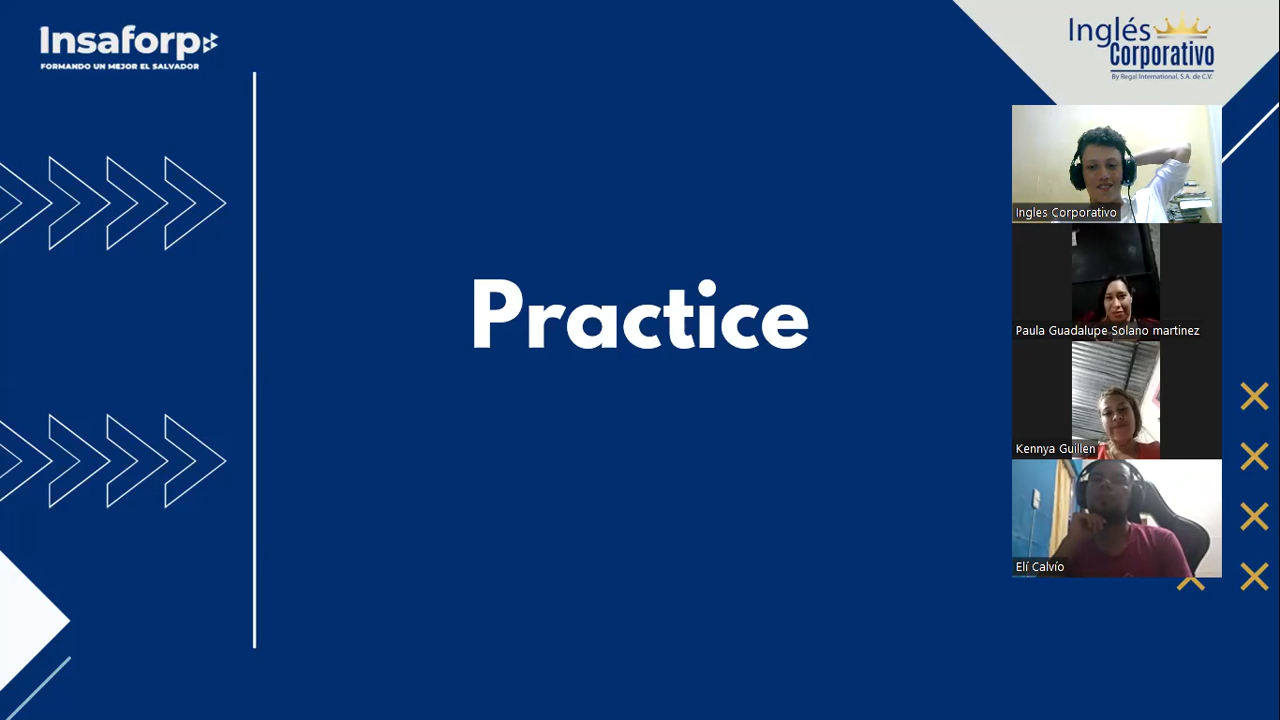 Insaforp
FORMANDO UN MEJOR EL SALVADOR
Inglés
Corporativo
By Regal International, S.A. de C.V.
Practice
Ingles Corporativo
Paula Guadalupe Solano martinez
Kennya Guillen
Elí Calvío